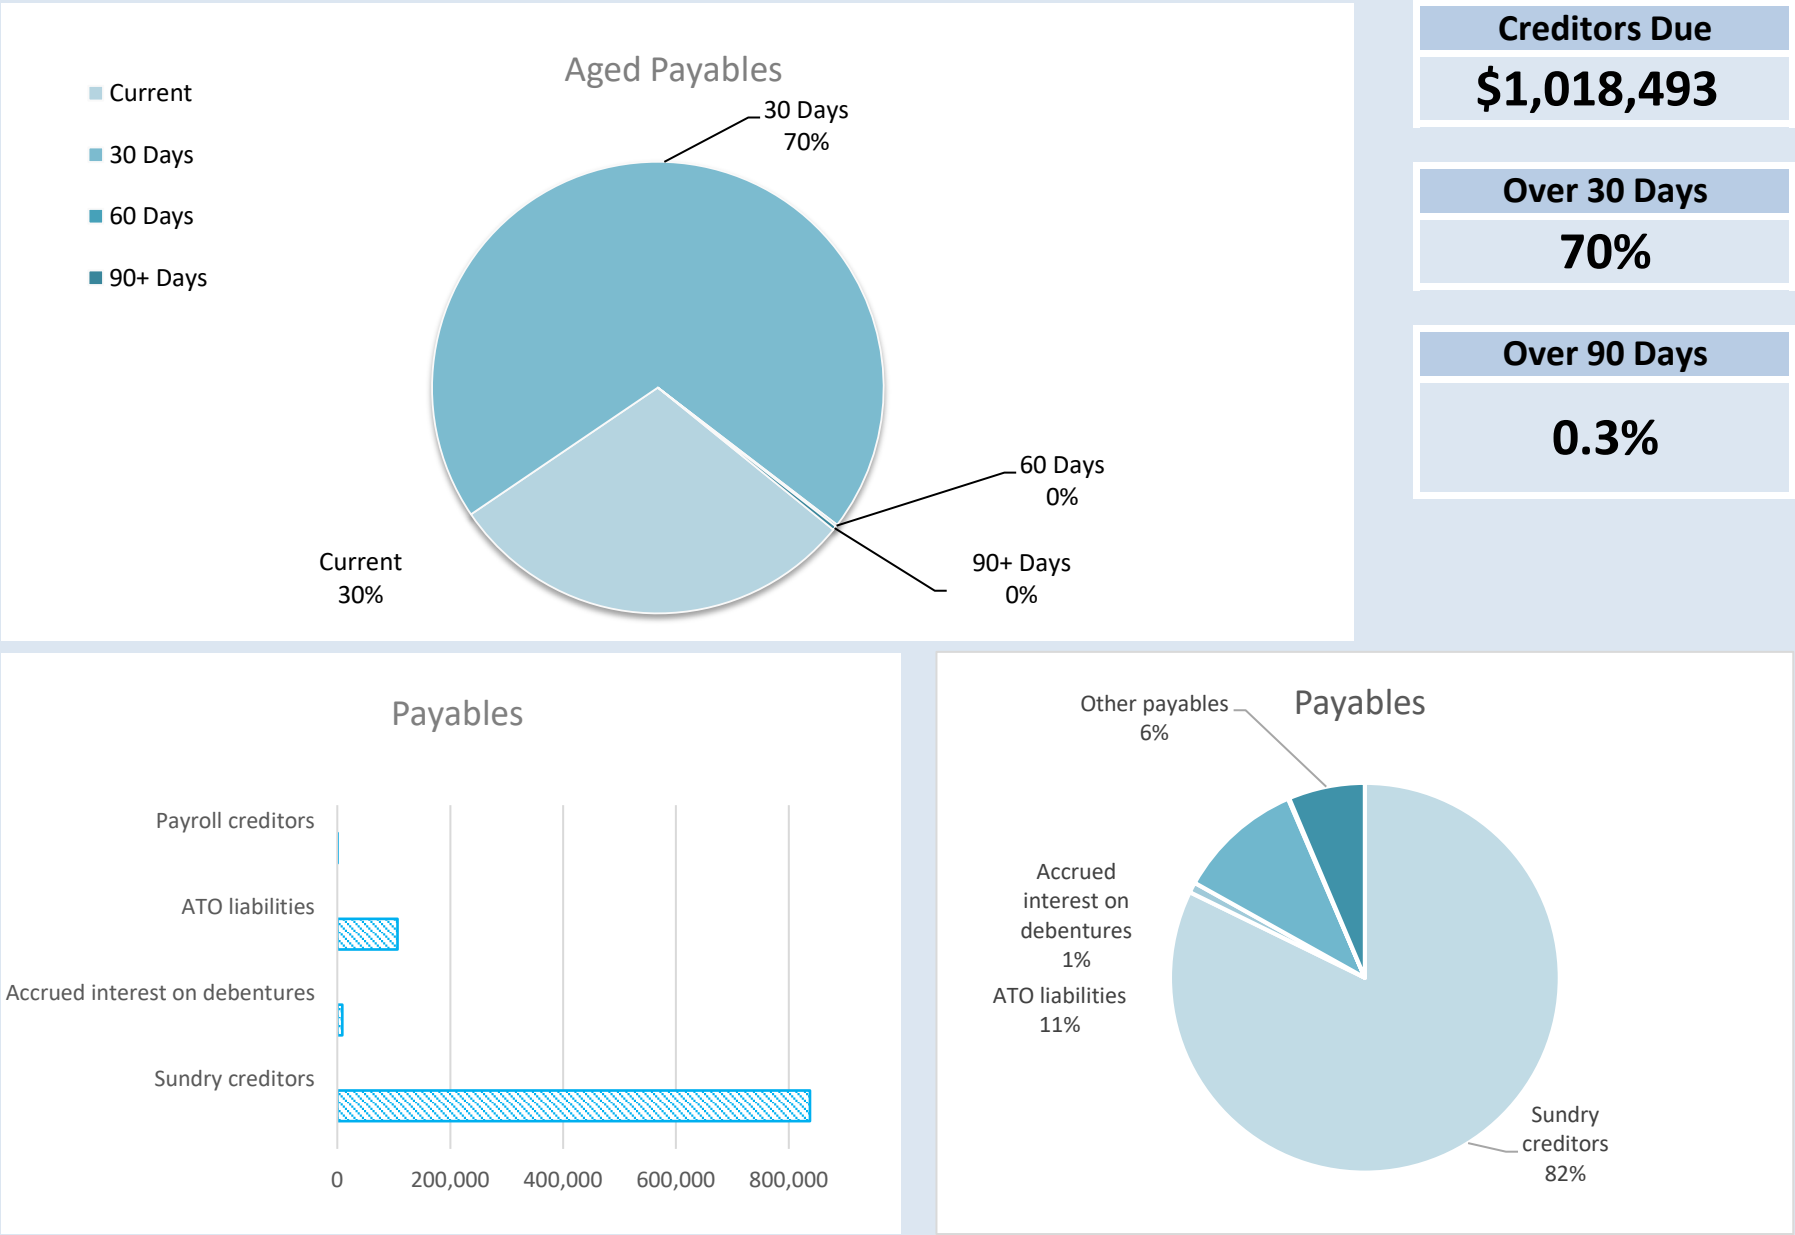 Aged Payables
Current
30 Days
60 Days
90+ Days
30 Days
70%
60 Days
0%
90+ Days
0%
Current
30%
Creditors Due
$1,018,493
Over 30 Days
70%
Over 90 Days
0.3%
Payables
Payroll creditors
ATO liabilities
Accrued interest on debentures
Sundry creditors
0
200,000
400,000
600,000
800,000
Payables
Other payables
6%
Accrued
interest on
debentures
1%
ATO liabilities
11%
Sundry
creditors
82%